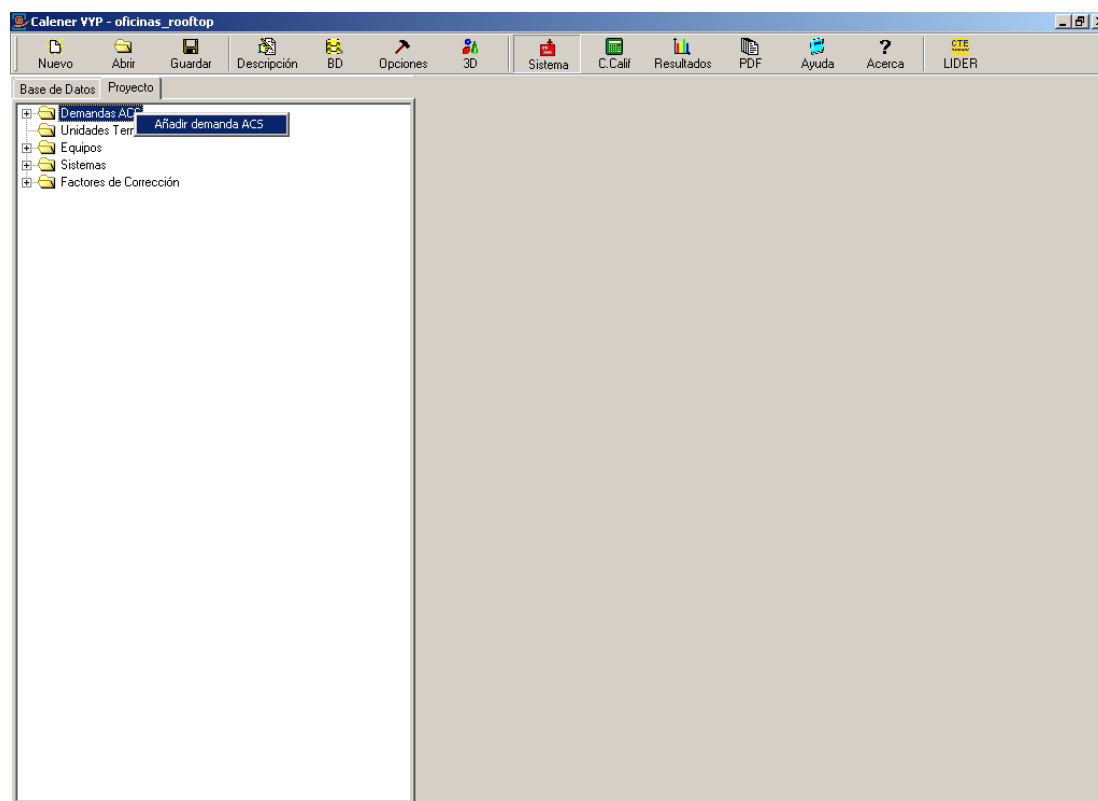 Calener VYP - oficinas_rooftop
Nuevo Abrir Guardar Descripción BD Opciones 3D Sistema C.Calif Resultados PDF Ayuda ? Acerca CTE LIDER
Base de Datos Proyecto
Demandas ACS
Añadir demanda ACS
Unidades Ter
Equipos
Sistemas
Factores de Corrección